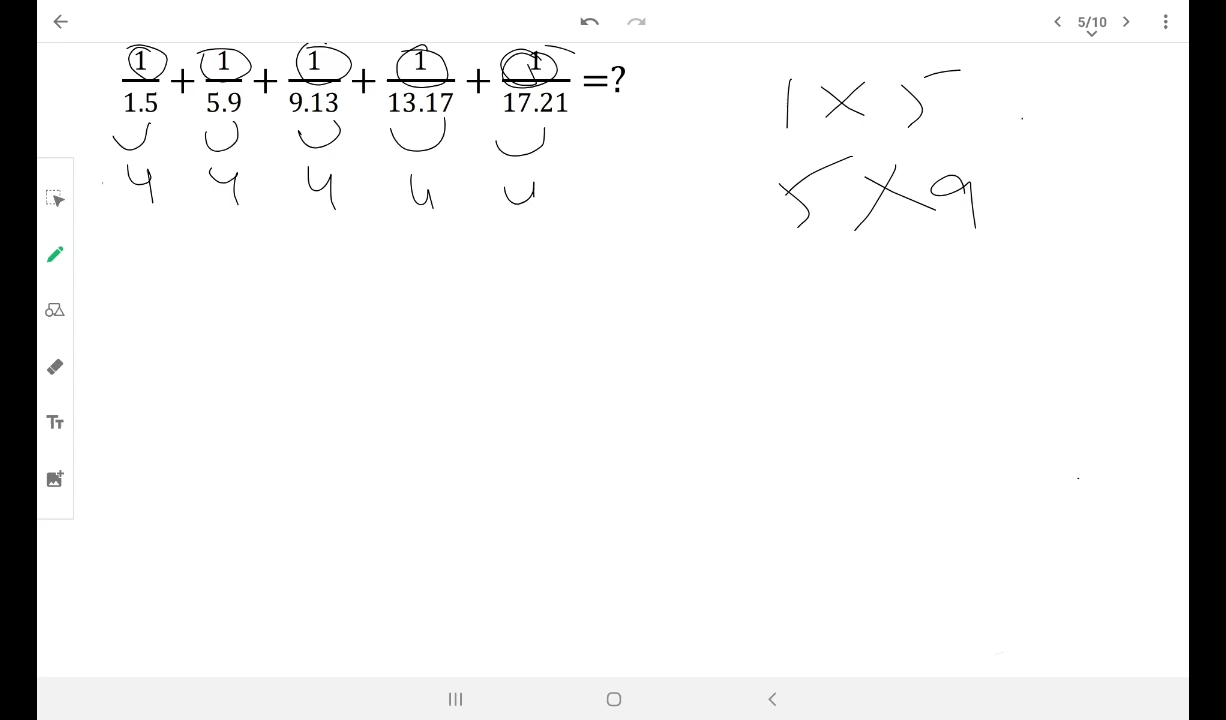 5/10
1/1.5 + 1/5.9 + 1/9.13 + 1/13.17 + 1/17.21 =?
4 4 4 4 4
1 × 5
5 × 9
Tт